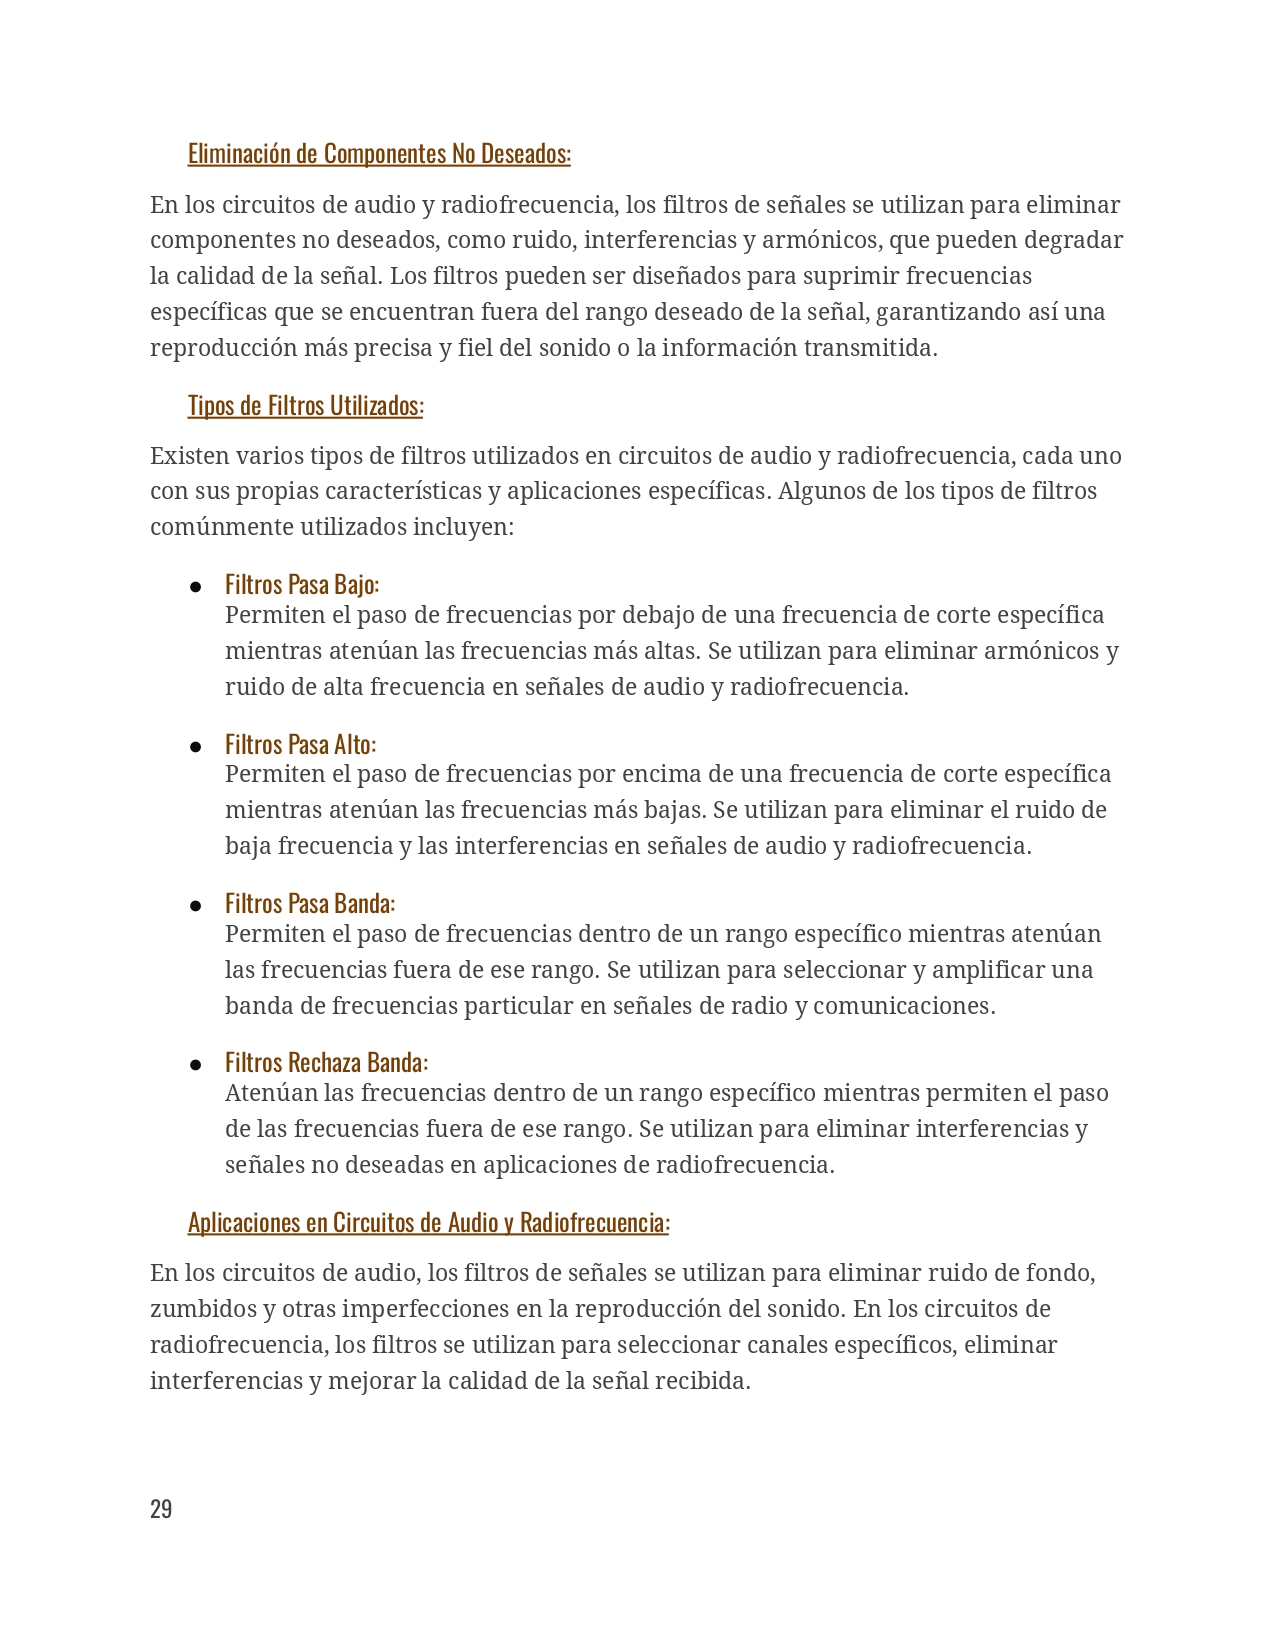 Eliminación de Componentes No Deseados:
En los circuitos de audio y radiofrecuencia, los filtros de señales se utilizan para eliminar
componentes no deseados, como ruido, interferencias y armónicos, que pueden degradar
la calidad de la señal. Los filtros pueden ser diseñados para suprimir frecuencias
específicas que se encuentran fuera del rango deseado de la señal, garantizando así una
reproducción más precisa y fiel del sonido o la información transmitida.
Tipos de Filtros Utilizados:
Existen varios tipos de filtros utilizados en circuitos de audio y radiofrecuencia, cada uno
con sus propias características y aplicaciones específicas. Algunos de los tipos de filtros
comúnmente utilizados incluyen:
● Filtros Pasa Bajo:
Permiten el paso de frecuencias por debajo de una frecuencia de corte específica
mientras atenúan las frecuencias más altas. Se utilizan para eliminar armónicos y
ruido de alta frecuencia en señales de audio y radiofrecuencia.
● Filtros Pasa Alto:
Permiten el paso de frecuencias por encima de una frecuencia de corte específica
mientras atenúan las frecuencias más bajas. Se utilizan para eliminar el ruido de
baja frecuencia y las interferencias en señales de audio y radiofrecuencia.
● Filtros Pasa Banda:
Permiten el paso de frecuencias dentro de un rango específico mientras atenúan
las frecuencias fuera de ese rango. Se utilizan para seleccionar y amplificar una
banda de frecuencias particular en señales de radio y comunicaciones.
● Filtros Rechaza Banda:
Atenúan las frecuencias dentro de un rango específico mientras permiten el paso
de las frecuencias fuera de ese rango. Se utilizan para eliminar interferencias y
señales no deseadas en aplicaciones de radiofrecuencia.
Aplicaciones en Circuitos de Audio y Radiofrecuencia:
En los circuitos de audio, los filtros de señales se utilizan para eliminar ruido de fondo,
zumbidos y otras imperfecciones en la reproducción del sonido. En los circuitos de
radiofrecuencia, los filtros se utilizan para seleccionar canales específicos, eliminar
interferencias y mejorar la calidad de la señal recibida.
29